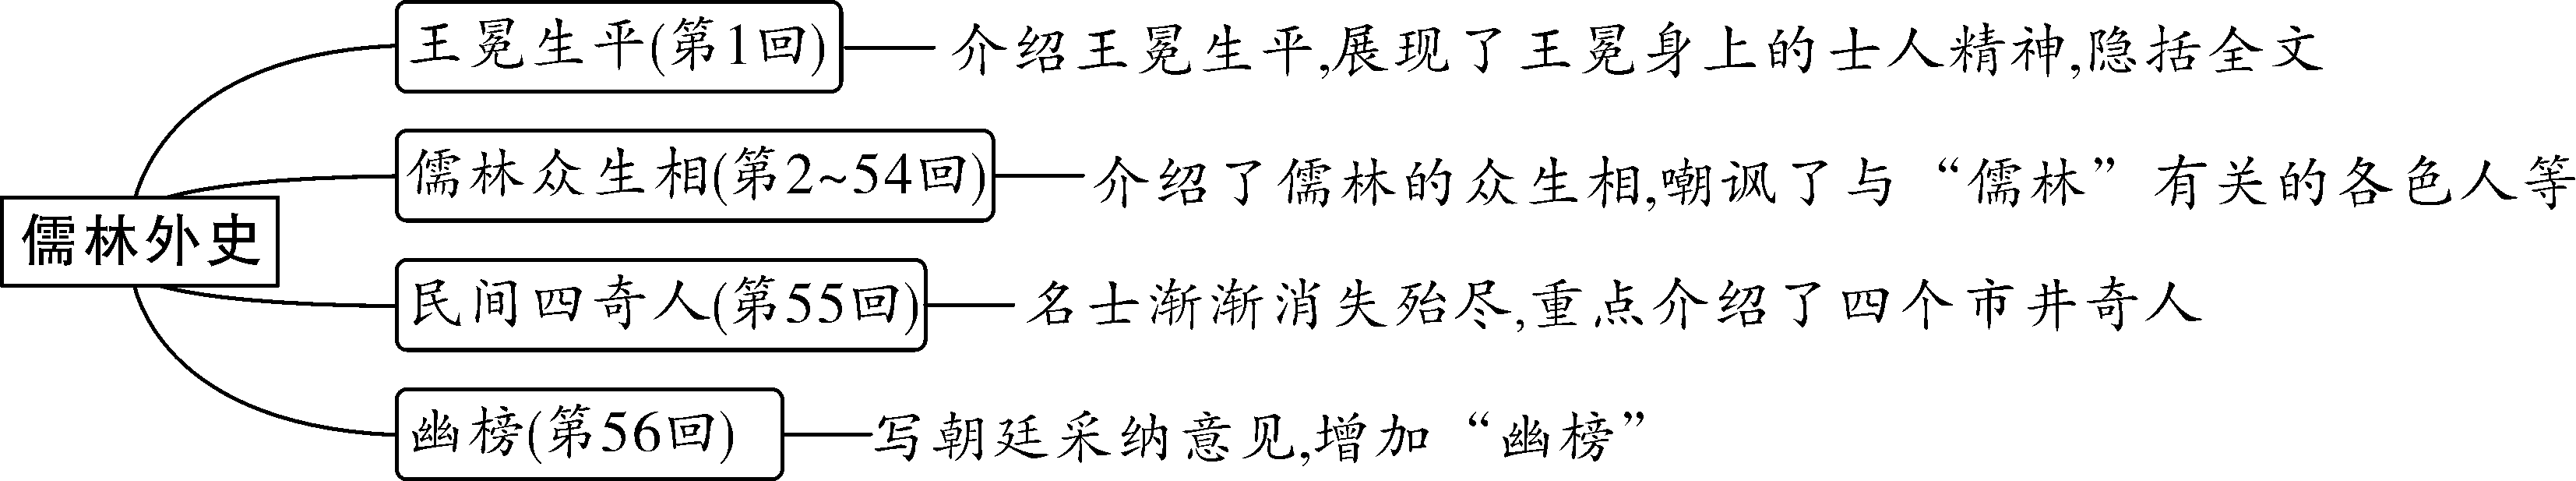 儒林外史
王冕生平(第1回)
介绍王冕生平,展现了王冕身上的士人精神,隐括全文
儒林众生相(第2~54回)
介绍了儒林的众生相,嘲讽了与“儒林”有关的各色人等
民间四奇人(第55回)
名士渐渐消失殆尽,重点介绍了四个市井奇人
幽榜(第56回)
写朝廷采纳意见,增加“幽榜”